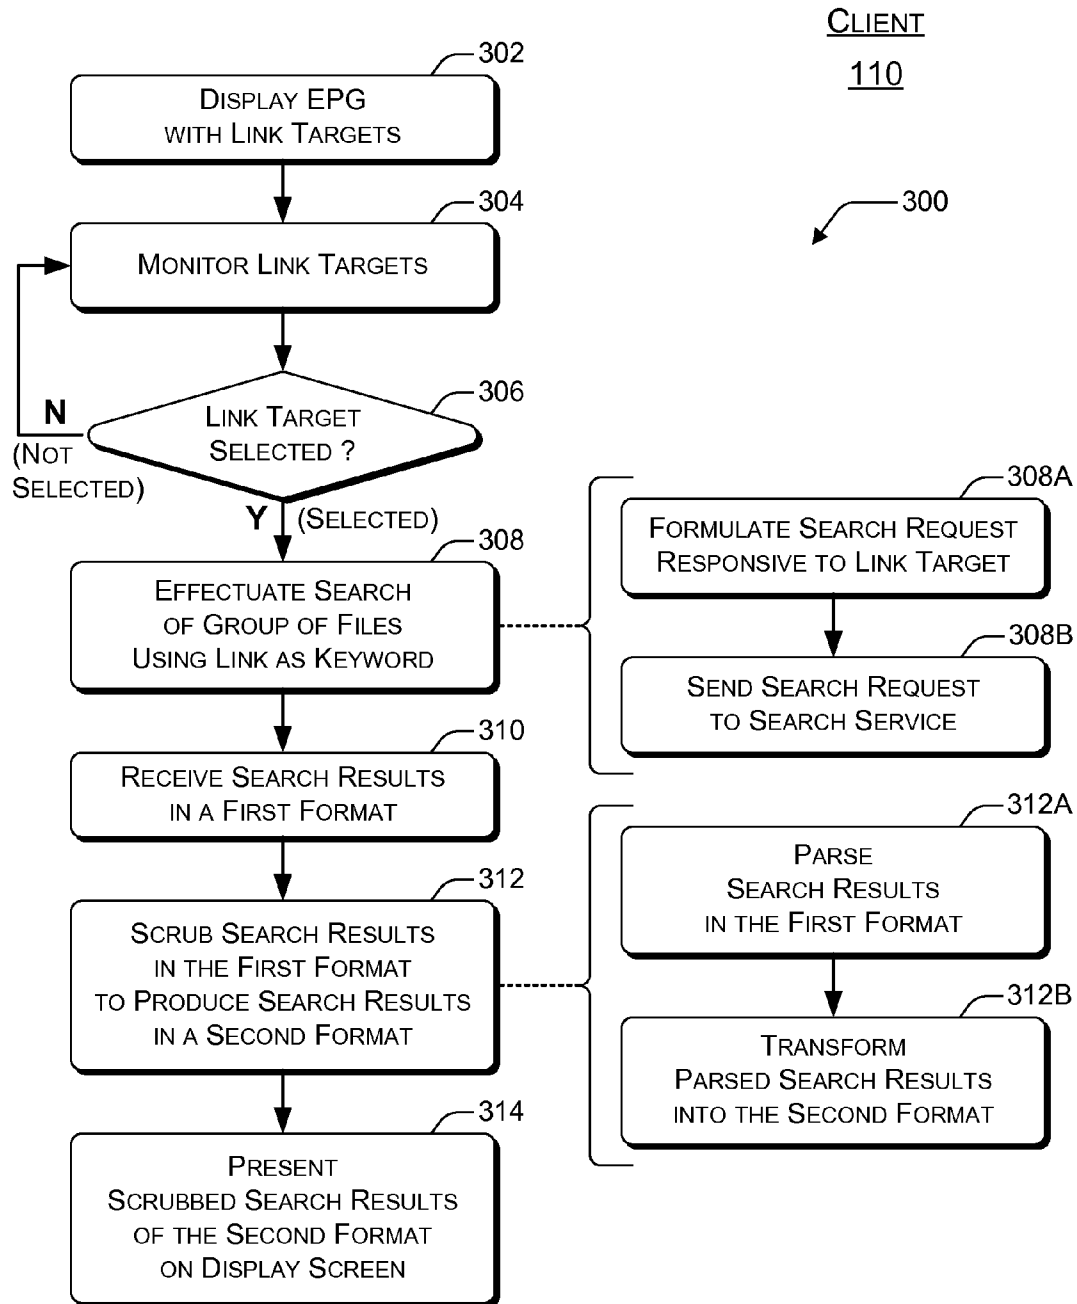 CLIENT
110
302
DISPLAY EPG
WITH LINK TARGETS
304
MONITOR LINK TARGETS
300
306
LINK TARGET
SELECTED ?
N
(NOT
SELECTED)
Y (SELECTED)
308
EFFECTUATE SEARCH
OF GROUP OF FILES
USING LINK AS KEYWORD
308A
FORMULATE SEARCH REQUEST
RESPONSIVE TO LINK TARGET
308B
SEND SEARCH REQUEST
TO SEARCH SERVICE
310
RECEIVE SEARCH RESULTS
IN A FIRST FORMAT
312
SCRUB SEARCH RESULTS
IN THE FIRST FORMAT
TO PRODUCE SEARCH RESULTS
IN A SECOND FORMAT
312A
PARSE
SEARCH RESULTS
IN THE FIRST FORMAT
312B
TRANSFORM
PARSED SEARCH RESULTS
INTO THE SECOND FORMAT
314
PRESENT
SCRUBBED SEARCH RESULTS
OF THE SECOND FORMAT
ON DISPLAY SCREEN